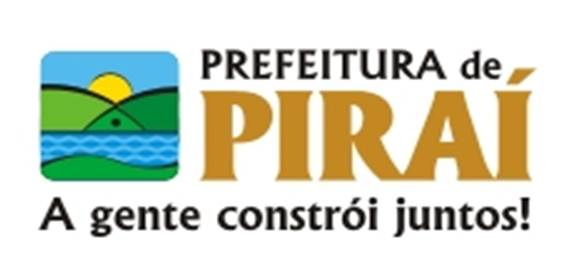 PREFEITURA de
PIRAÍ
A gente constrói juntos!